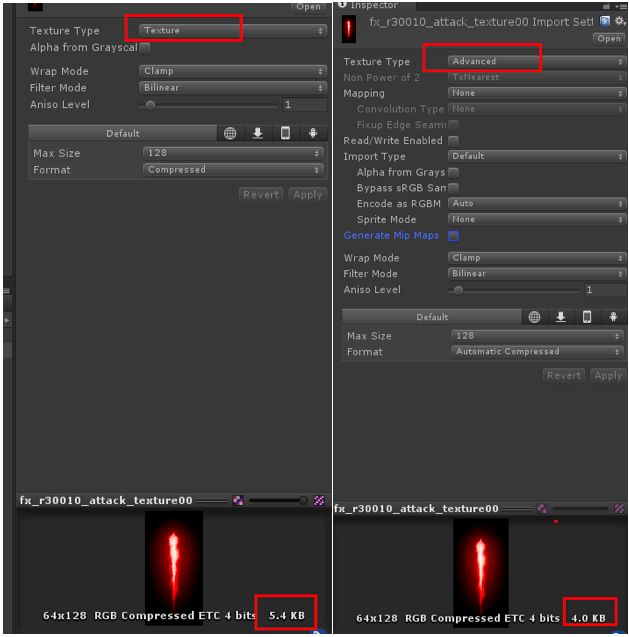 Open
Texture Type
Texture
Alpha from Grayscal
Wrap Mode
Clamp
Filter Mode
Bilinear
Aniso Level
1
Default
Max Size
128
Format
Compressed
Revert
Apply
fx_r30010_attack_texture00
64x128 RGB Compressed ETC 4 bits 5.4 KB
Inspector
fx_r30010_attack_texture00 Import Sett
Open
Texture Type
Advanced
Non Power of 2
ToNearest
Mapping
None
Convolution Type
None
Fixup Edge Seams
Read/Write Enabled
Import Type
Default
Alpha from Grays
Bypass sRGB Sam
Encode as RGBM
Auto
Sprite Mode
None
Generate Mip Maps
Wrap Mode
Clamp
Filter Mode
Bilinear
Aniso Level
1
Default
Max Size
128
Format
Automatic Compressed
Revert
Apply
fx_r30010_attack_texture00
64x128 RGB Compressed ETC 4 bits 4.0 KB